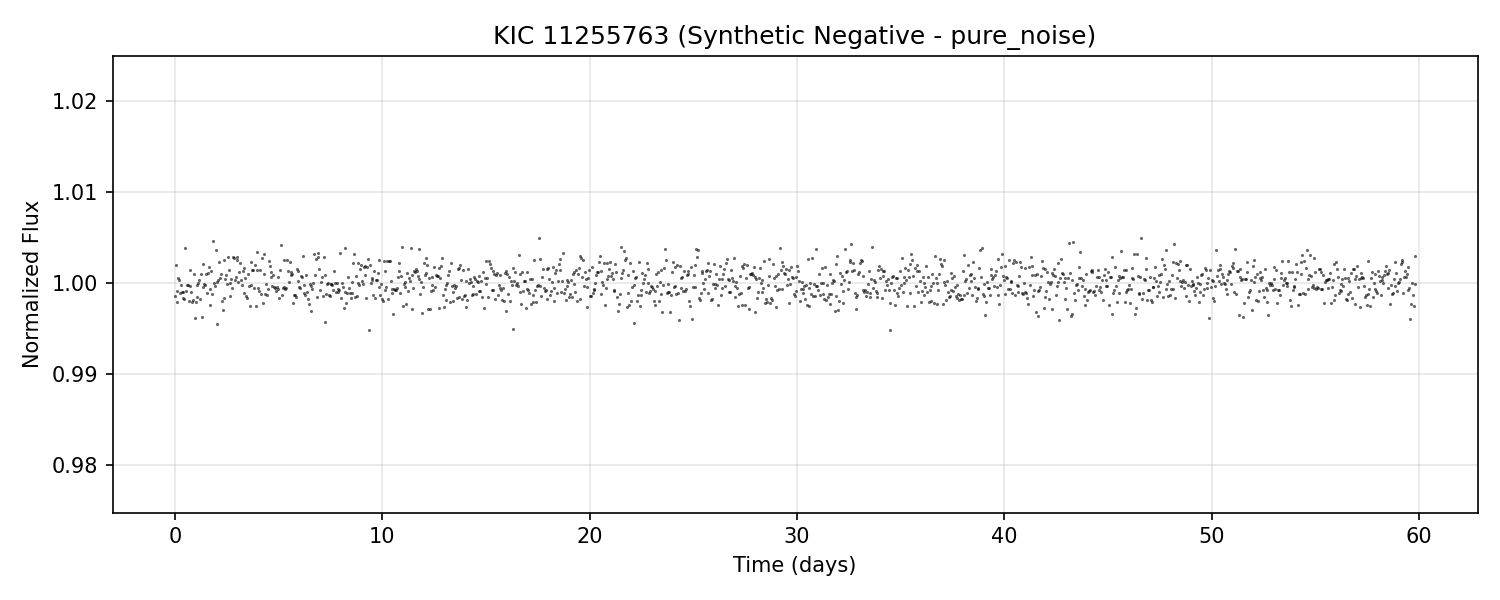 KIC 11255763 (Synthetic Negative - pure_noise)
1.02
1.01
1.00
0.99
0.98
Normalized Flux
0 10 20 30 40 50 60
Time (days)